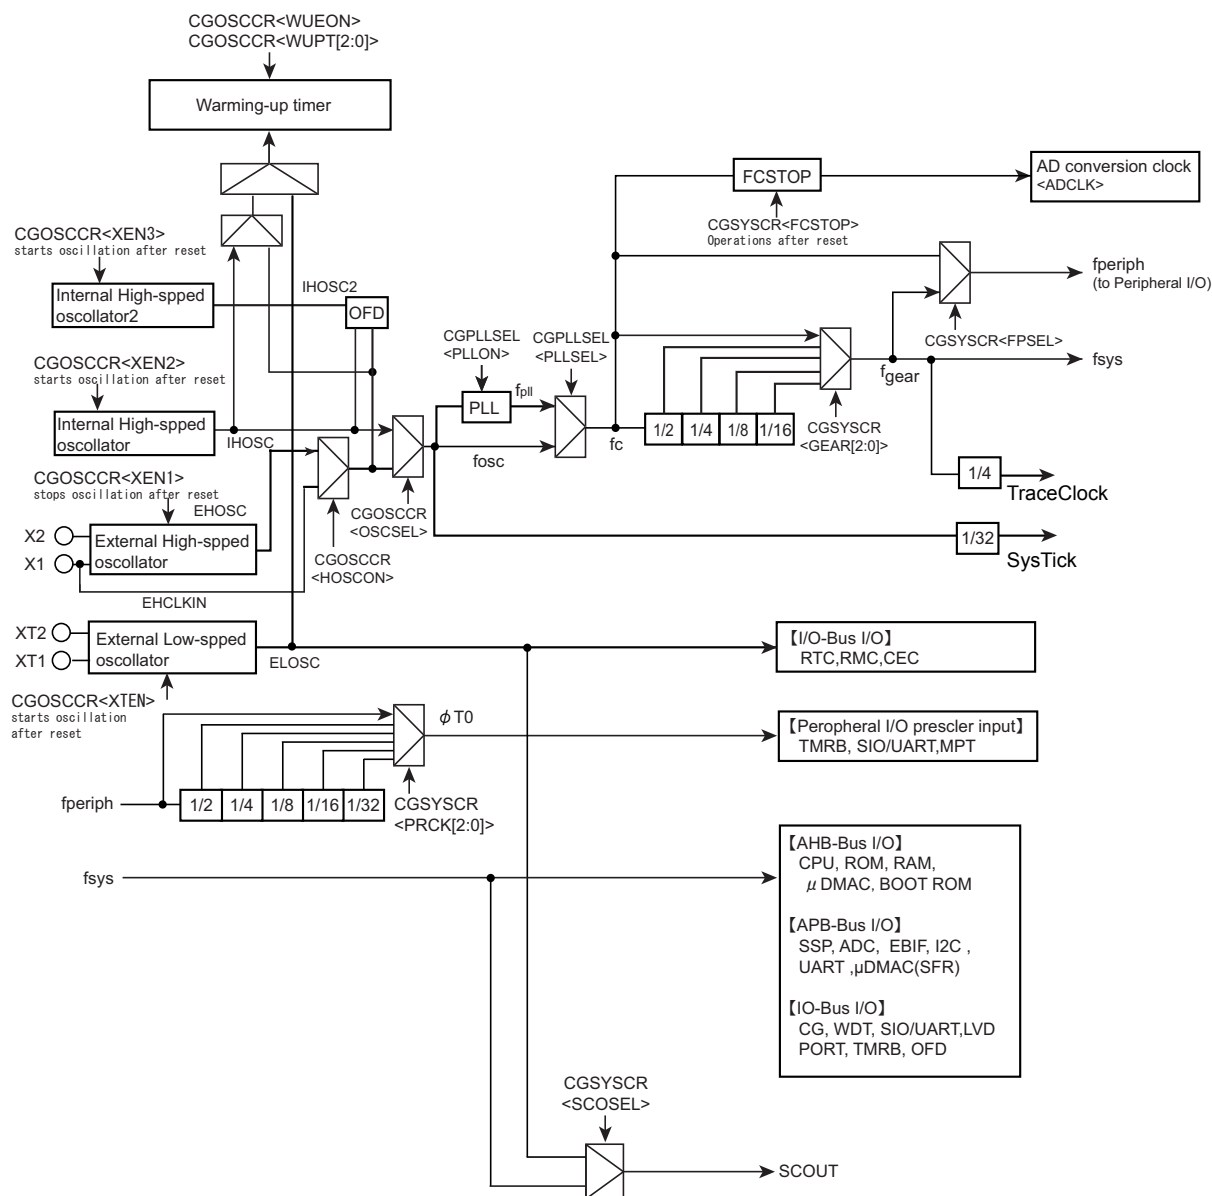 CGOSCCR<WUEON>
CGOSCCR<WUPT[2:0]>
Warming-up timer
FCSTOP
AD conversion clock
<ADCLK>
CGSYSCR<FCSTOP>
Operations after reset
CGOSCCR<XEN3>
starts oscillation after reset
Internal High-spped
oscollator2
IHOSC2
OFD
fperiph
(to Peripheral I/O)
CGSYSCR<FPSEL>
CGPLLSEL
<PLLON>
CGPLLSEL
<PLLSEL>
fsys
fgear
CGOSCCR<XEN2>
starts oscillation after reset
Internal High-spped
oscollator
IHOSC
PLL
fpll
fosc
fc
1/2
1/4
1/8
1/16
CGSYSCR
<GEAR[2:0]>
1/4
TraceClock
CGOSCCR<XEN1>
stops oscillation after reset
EHOSC
CGOSCCR
<OSCSEL>
X2
X1
External High-spped
oscollator
CGOSCCR
<HOSCON>
1/32
SysTick
EHCLKIN
XT2
XT1
External Low-spped
oscollator
ELOSC
【I/O-Bus I/O】
RTC,RMC,CEC
CGOSCCR<XTEN>
starts oscillation
after reset
ϕT0
【Peropheral I/O prescler input】
TMRB, SIO/UART,MPT
fperiph
1/2
1/4
1/8
1/16
1/32
CGSYSCR
<PRCK[2:0]>
fsys
【AHB-Bus I/O】
CPU, ROM, RAM,
μ DMAC, BOOT ROM
【APB-Bus I/O】
SSP, ADC, EBIF, I2C ,
UART ,µDMAC(SFR)
【IO-Bus I/O】
CG, WDT, SIO/UART,LVD
PORT, TMRB, OFD
CGSYSCR
<SCOSEL>
SCOUT